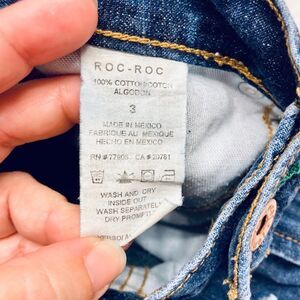 ROC-ROC
100% COTTON/COTON
ALGODON
3
MADE IN MEXICO
FABRIQUE AU MEXIQUE
HECHO EN MEXICO
RN# 77905 CA# 20781
WASH AND DRY
INSIDE OUT
WASH SEPARATELY
DRY PROMPTLY